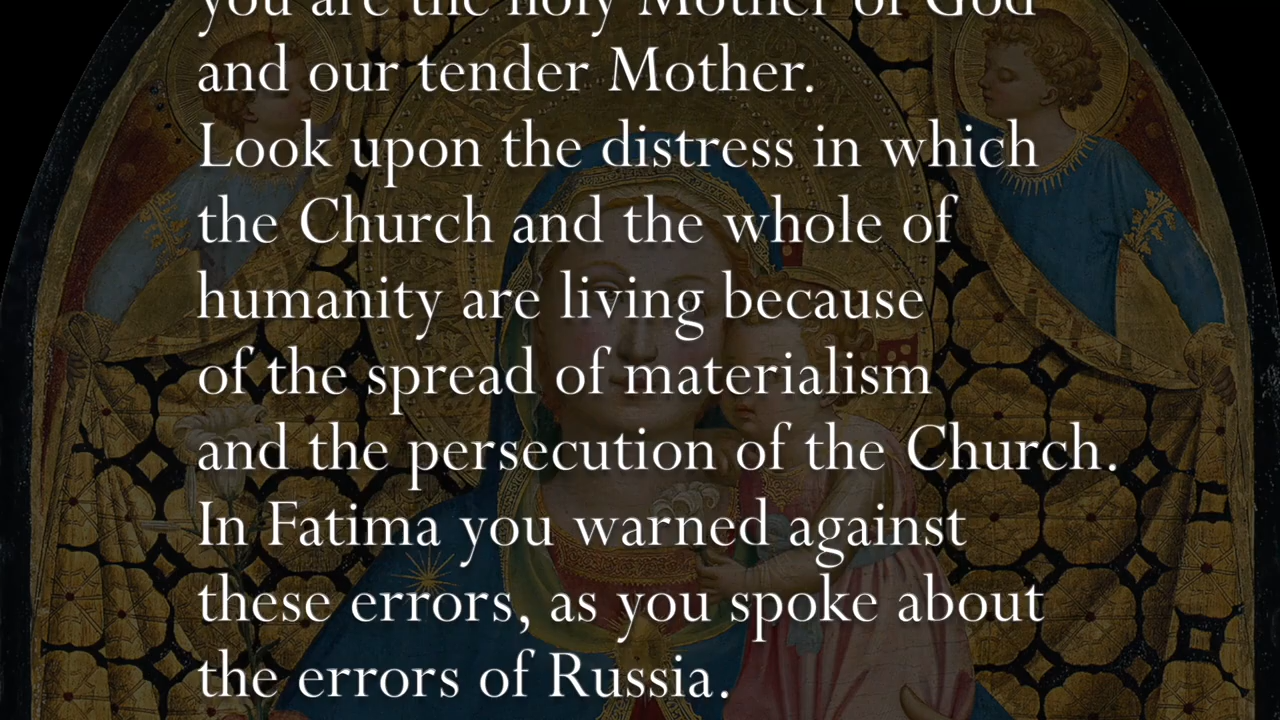 you are the holy Mother of God
and our tender Mother.
Look upon the distress in which
the Church and the whole of
humanity are living because
of the spread of materialism
and the persecution of the Church.
In Fatima you warned against
these errors, as you spoke about
the errors of Russia.